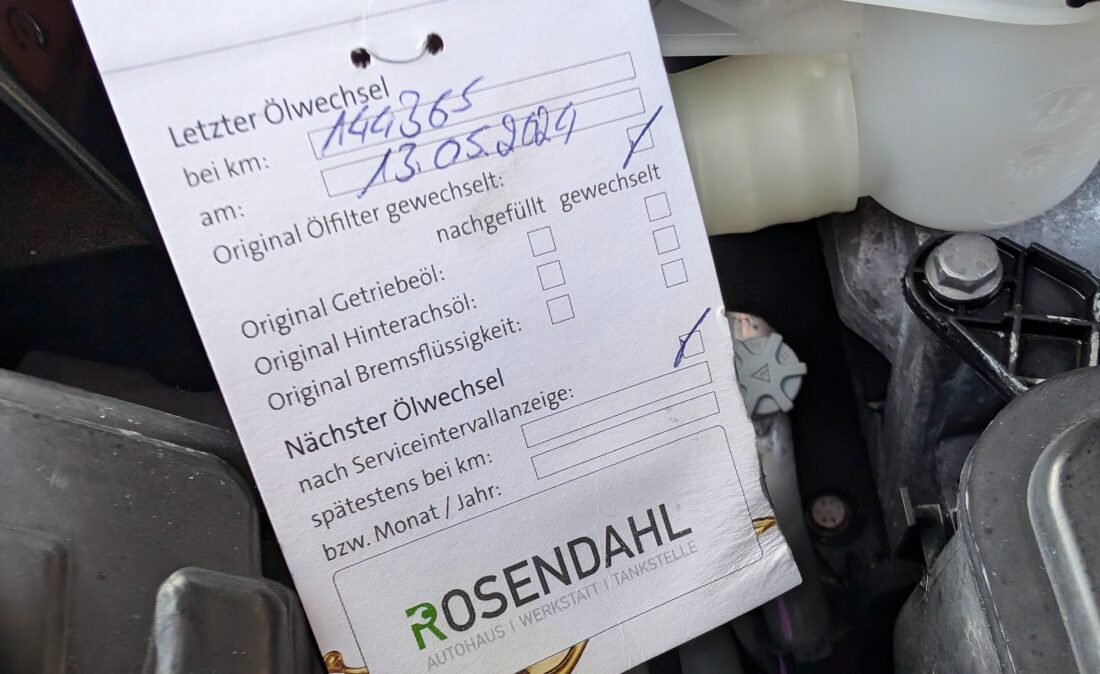 Letzter Ölwechsel
bei km: 144365
am: 13.05.2024
Original Ölfilter gewechselt:
nachgefüllt gewechselt
Original Getriebeöl:
Original Hinterachsöl:
Original Bremsflüssigkeit:
Nächster Ölwechsel
nach Serviceintervallanzeige:
spätestens bei km:
bzw. Monat / Jahr:
ROSENDAHL
AUTOHAUS | WERKSTATT | TANKSTELLE